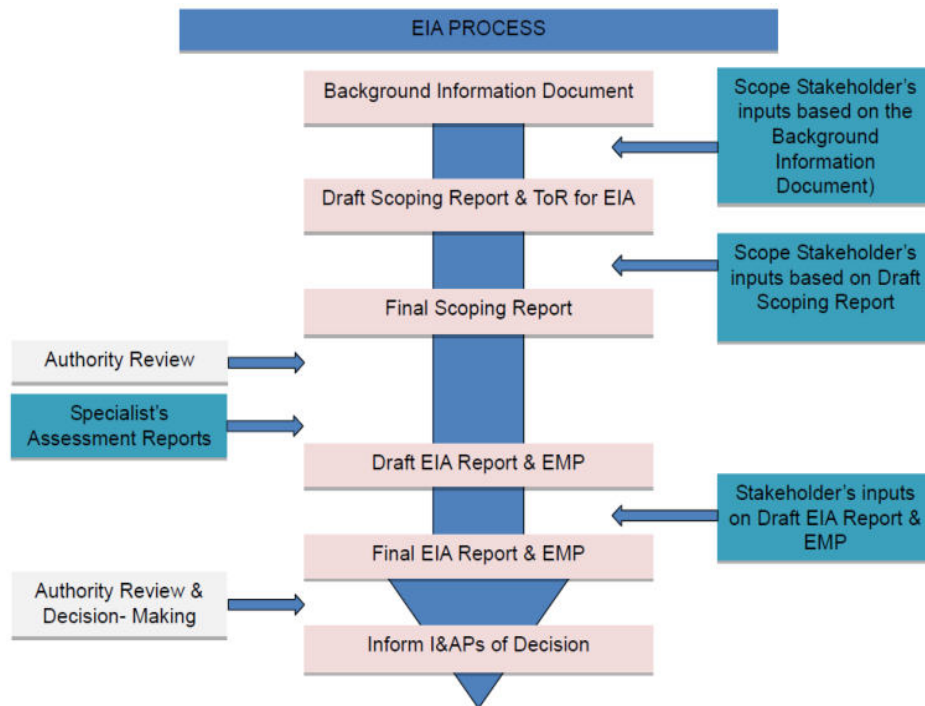 EIA PROCESS
Background Information Document
Scope Stakeholder's
inputs based on the
Background
Information
Document)
Draft Scoping Report & ToR for EIA
Scope Stakeholder's
inputs based on Draft
Scoping Report
Final Scoping Report
Authority Review
Specialist's
Assessment Reports
Draft EIA Report & EMP
Stakeholder's inputs
on Draft EIA Report &
EMP
Final EIA Report & EMP
Authority Review &
Decision- Making
Inform I&APs of Decision